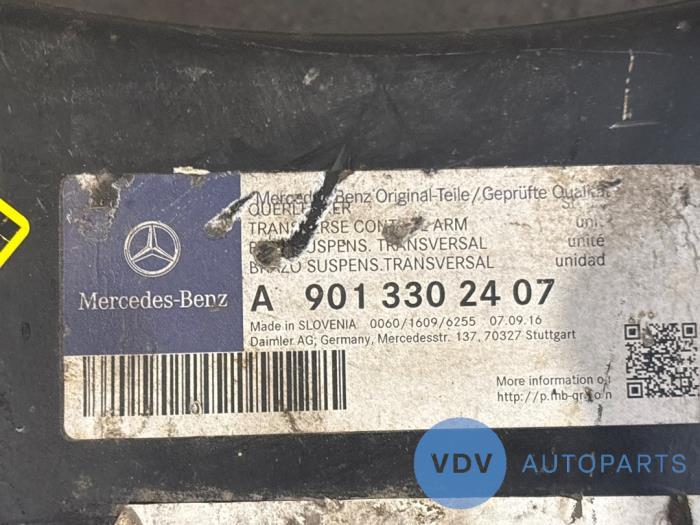 Mercedes-Benz Original-Teile/Geprüfte
TRANSVERSE CONTROL ARM
SUSPENS. TRANSVERSAL unité
BRAZO SUSPENS.TRANSVERSAL unidad
Mercedes-Benz
A 901 330 24 07
Made in SLOVENIA 0060/1609/6255 07.09.16
Daimler AG; Germany, Mercedesstr. 137, 70327 Stuttgart
More information
VDV AUTOPARTS